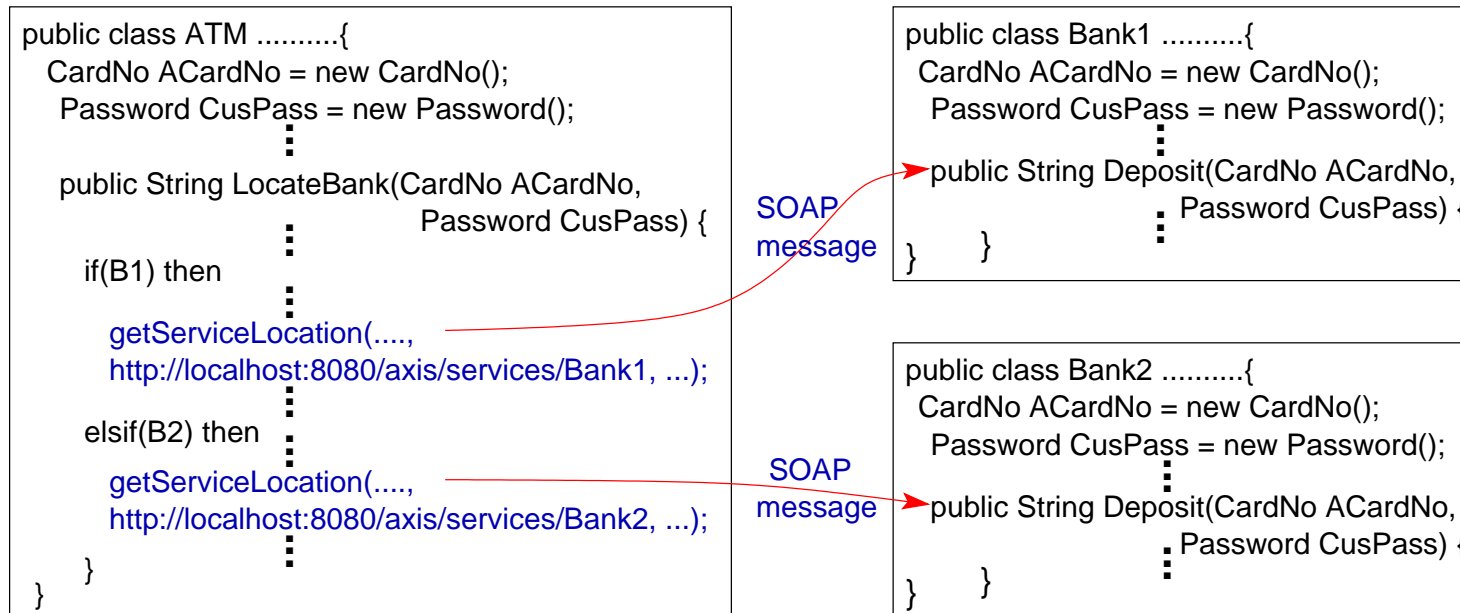 public class ATM ..........{
CardNo ACardNo = new CardNo();
Password CusPass = new Password();
public String LocateBank(CardNo ACardNo,
Password CusPass) {
if(B1) then
getServiceLocation(....,
http://localhost:8080/axis/services/Bank1, ...);
elsif(B2) then
getServiceLocation(....,
http://localhost:8080/axis/services/Bank2, ...);
}
}
SOAP
message
SOAP
message
public class Bank1 ..........{
CardNo ACardNo = new CardNo();
Password CusPass = new Password();
public String Deposit(CardNo ACardNo,
Password CusPass) {
}
}
public class Bank2 ..........{
CardNo ACardNo = new CardNo();
Password CusPass = new Password();
public String Deposit(CardNo ACardNo,
Password CusPass) {
}
}